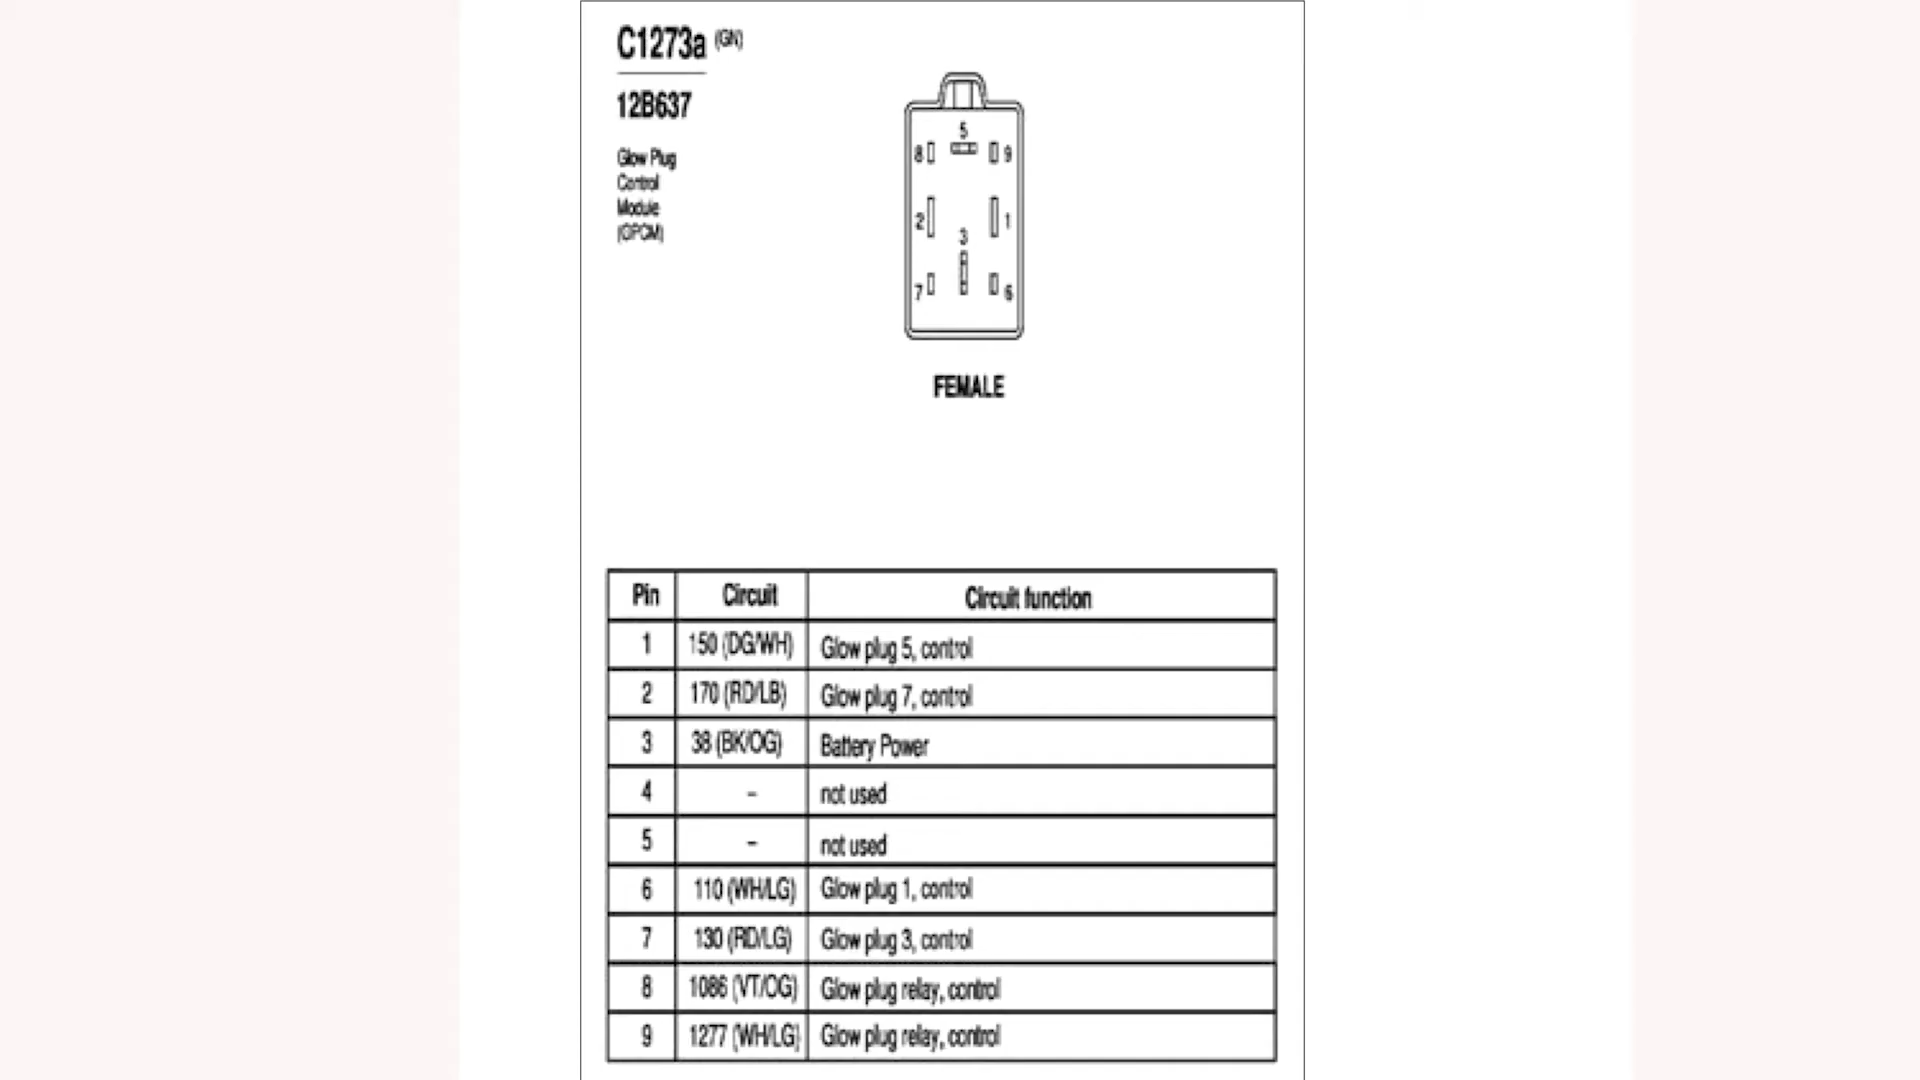 C1273a (GN)
12B637
Glow Plug
Control
Module
(GPCM)
5
8 9
2 1
3
7 6
FEMALE
Pin Circuit Circuit function
1 150 (DG/WH) Glow plug 5, control
2 170 (RD/LB) Glow plug 7, control
3 38 (BK/OG) Battery Power
4 – not used
5 – not used
6 110 (WH/LG) Glow plug 1, control
7 130 (RD/LG) Glow plug 3, control
8 1086 (VT/OG) Glow plug relay, control
9 1277 (WH/LG) Glow plug relay, control